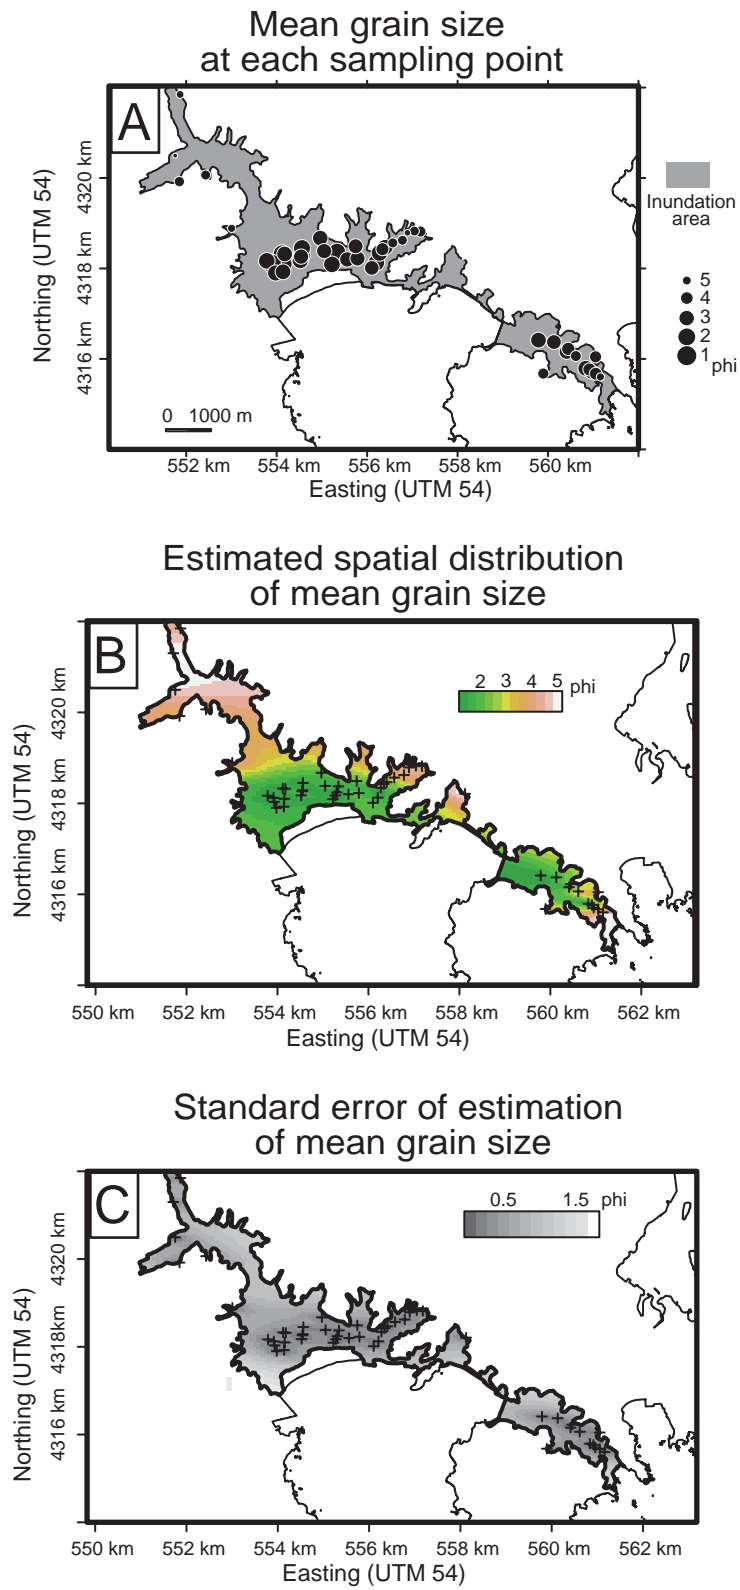 Mean grain size
at each sampling point
A
Northing (UTM 54)
4320 km
4318 km
4316 km
0 1000 m
552 km 554 km 556 km 558 km 560 km
Easting (UTM 54)
Inundation
area
5
4
3
2
1 phi
Estimated spatial distribution
of mean grain size
B
2 3 4 5 phi
Northing (UTM 54)
4320 km
4318 km
4316 km
550 km 552 km 554 km 556 km 558 km 560 km 562 km
Easting (UTM 54)
Standard error of estimation
of mean grain size
C
0.5 1.5 phi
Northing (UTM 54)
4320 km
4318km
4316 km
550 km 552 km 554 km 556 km 558 km 560 km 562 km
Easting (UTM 54)